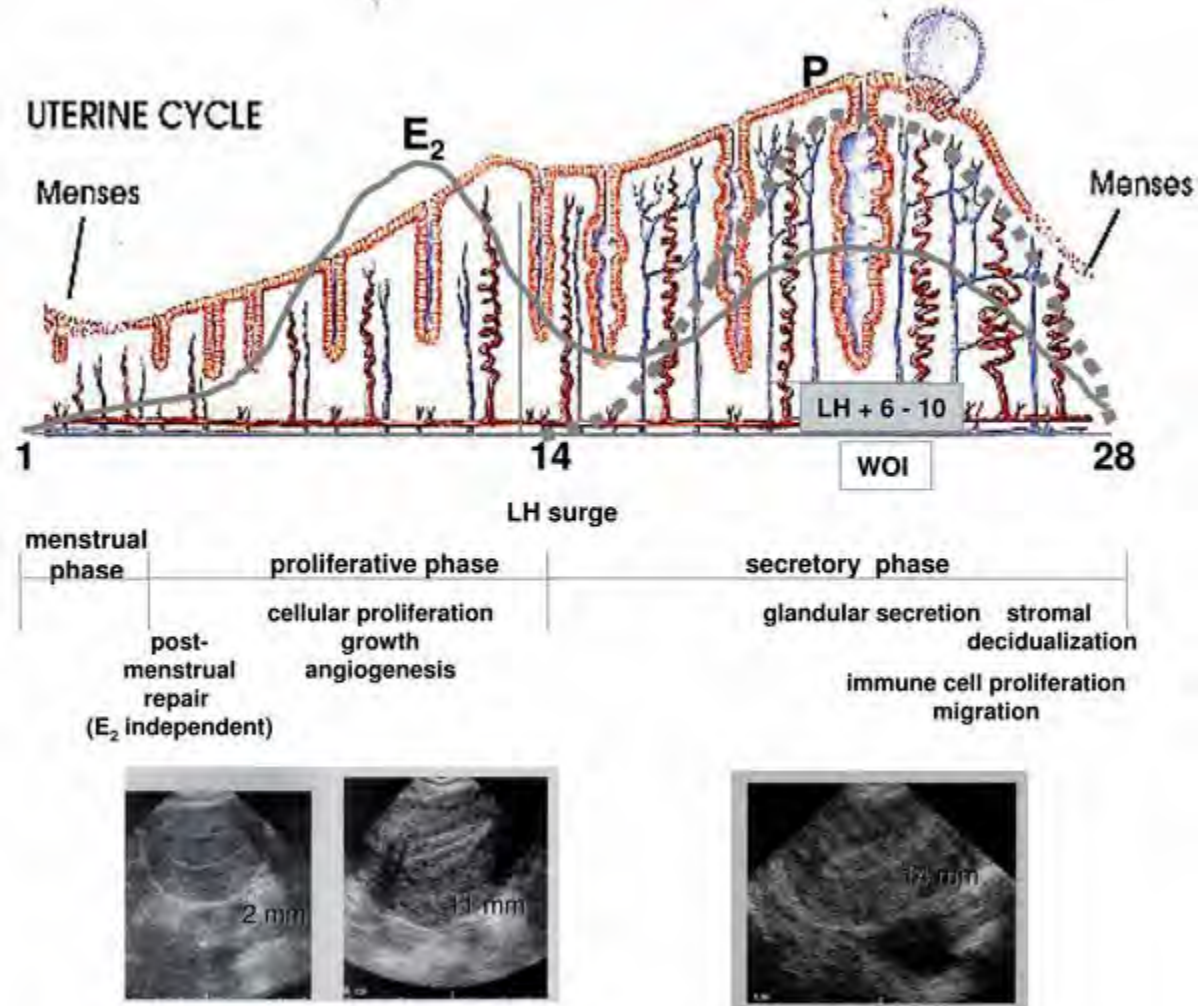 UTERINE CYCLE
Menses
E₂
P
Menses
LH + 6 - 10
1
14
WOI
28
LH surge
menstrual
phase
proliferative phase
secretory phase
cellular proliferation
growth
angiogenesis
post-
menstrual
repair
(E₂ independent)
glandular secretion
stromal
decidualization
immune cell proliferation
migration
2 mm
11 mm
14 mm